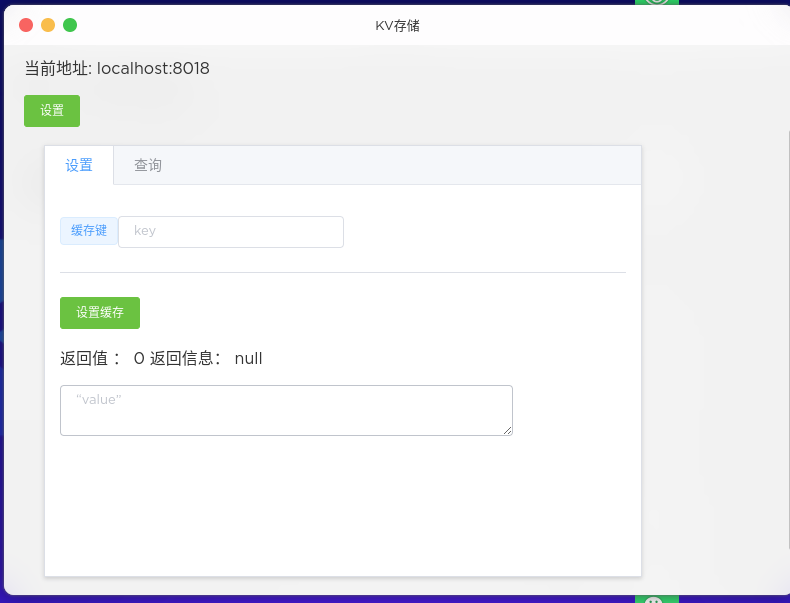 KV存储
当前地址: localhost:8018
设置
设置 查询
缓存键 key
设置缓存
返回值： 0 返回信息： null
"value"